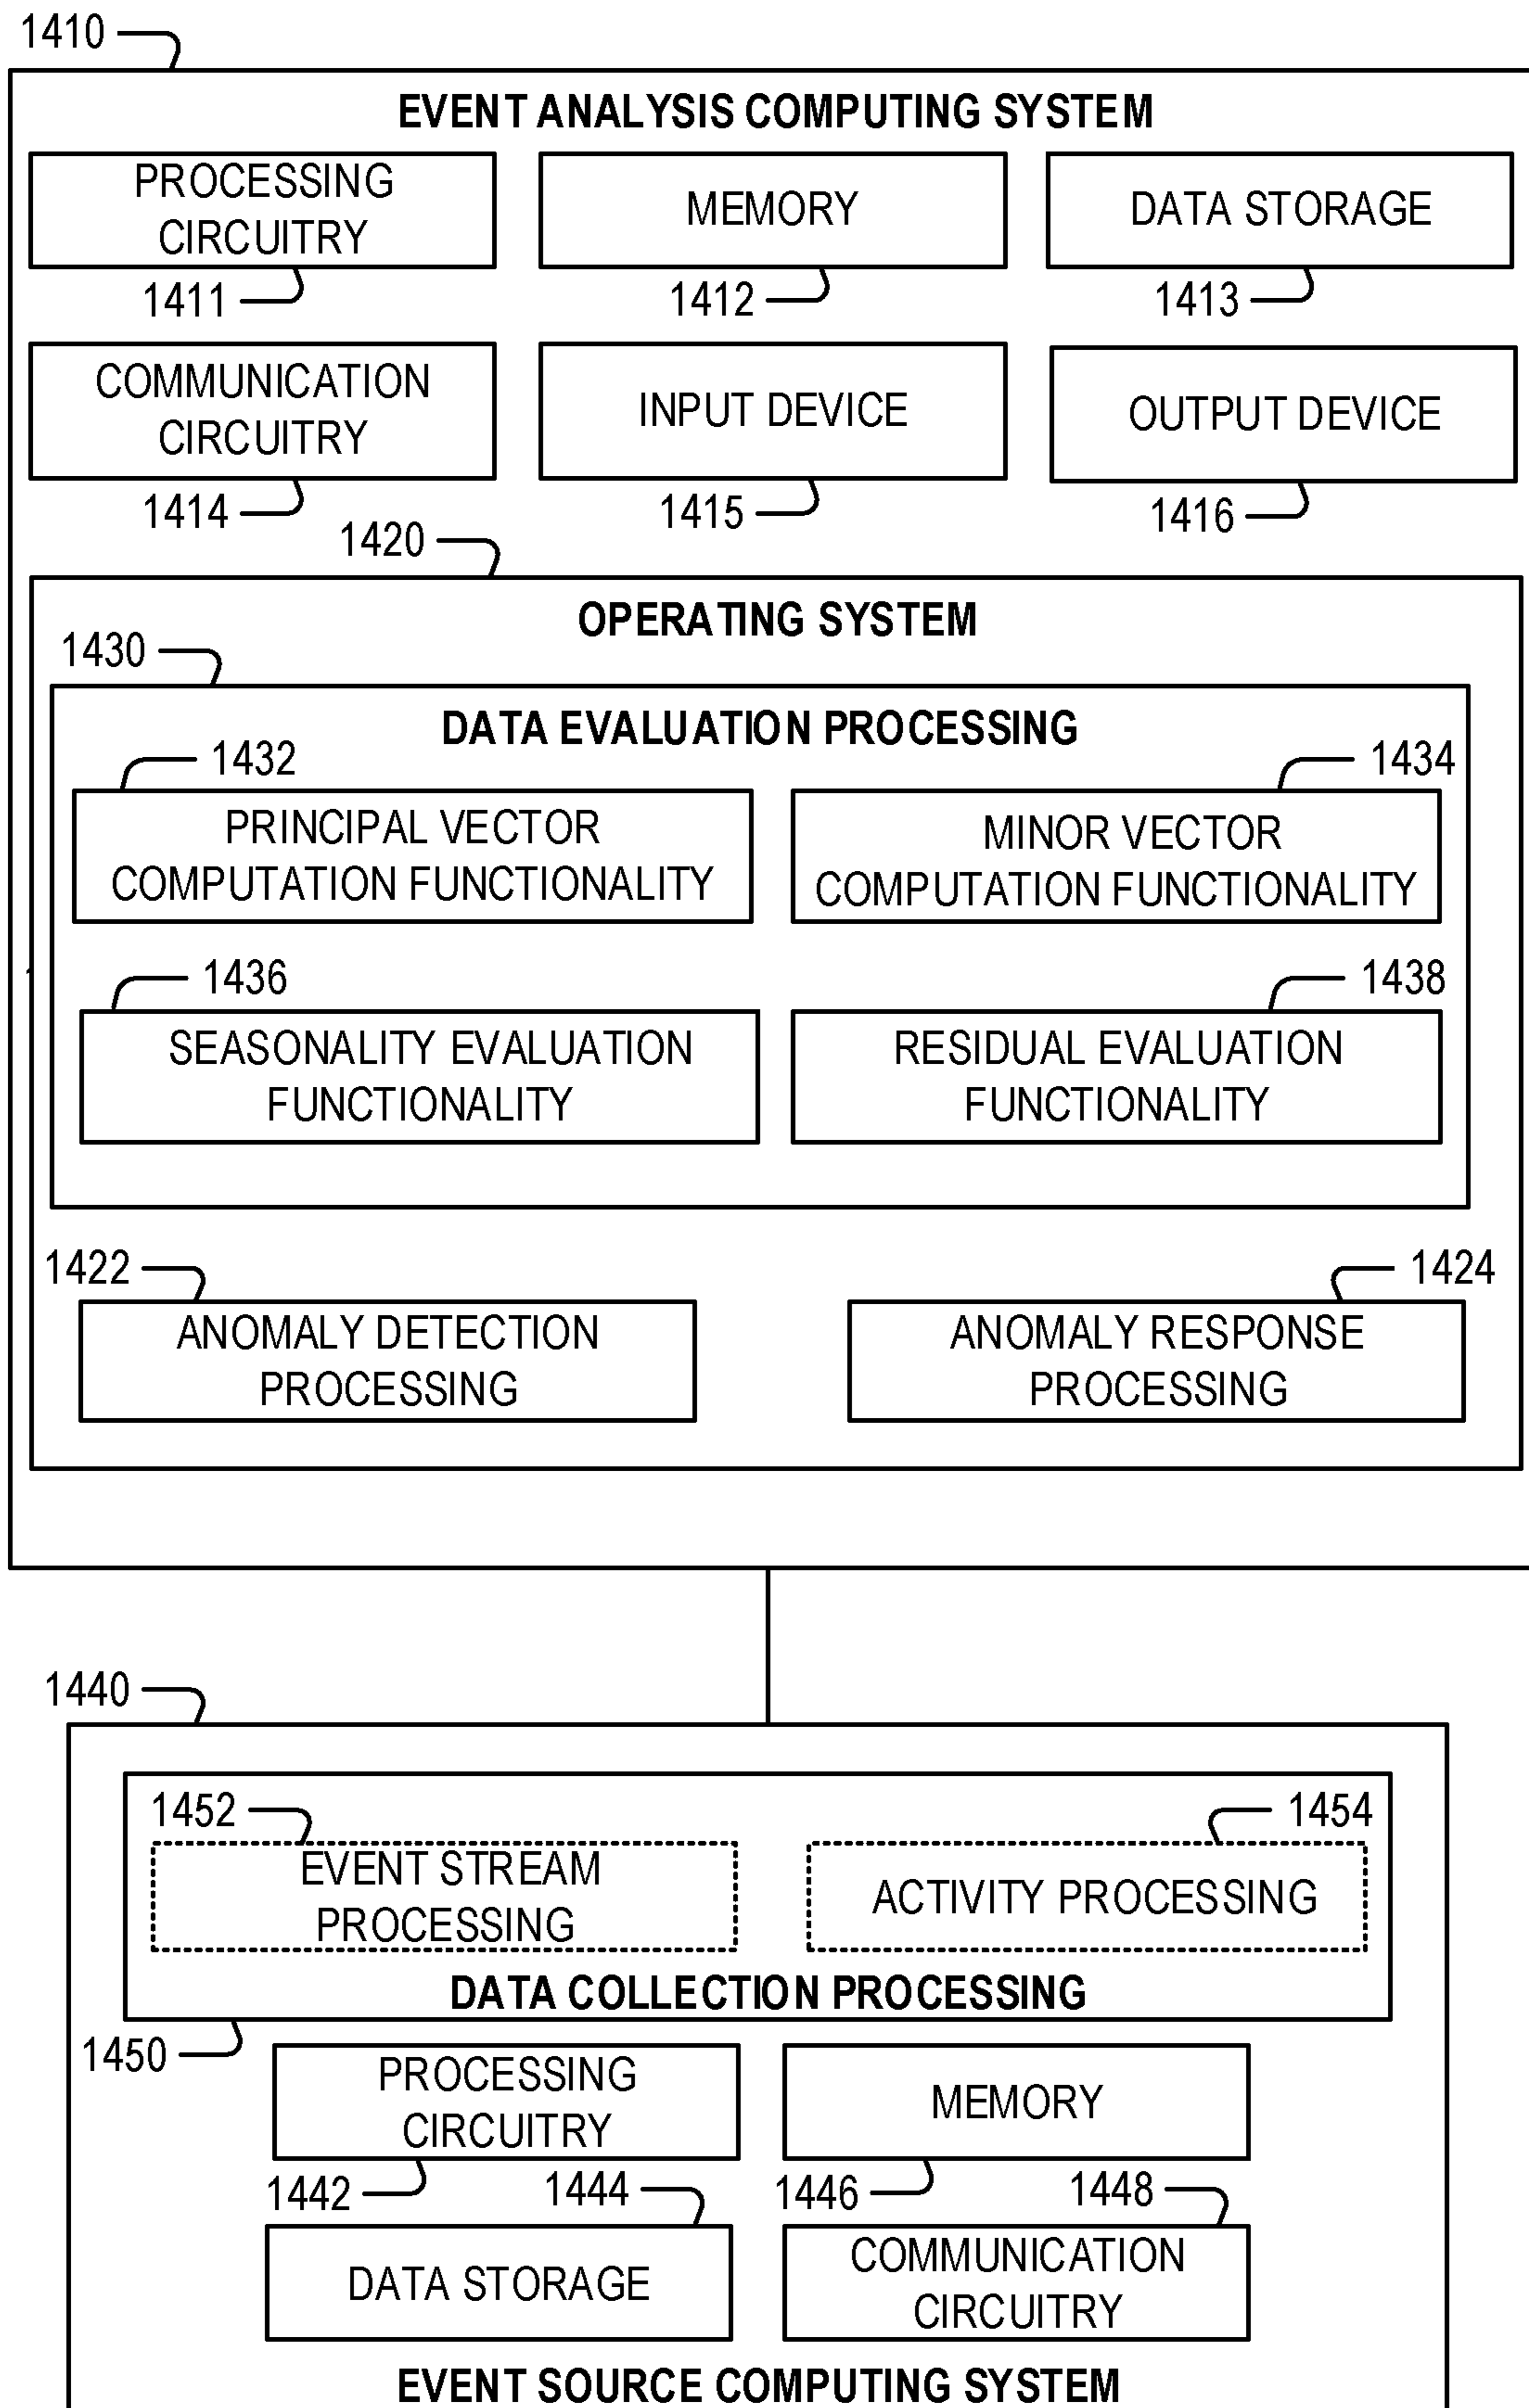 1410
EVENT ANALYSIS COMPUTING SYSTEM
PROCESSING
CIRCUITRY
MEMORY
DATA STORAGE
1411
1412
1413
COMMUNICATION
CIRCUITRY
INPUT DEVICE
OUTPUT DEVICE
1414
1415
1416
1420
OPERATING SYSTEM
1430
DATA EVALUATION PROCESSING
1432
1434
PRINCIPAL VECTOR
COMPUTATION FUNCTIONALITY
MINOR VECTOR
COMPUTATION FUNCTIONALITY
1436
1438
SEASONALITY EVALUATION
FUNCTIONALITY
RESIDUAL EVALUATION
FUNCTIONALITY
1422
1424
ANOMALY DETECTION
PROCESSING
ANOMALY RESPONSE
PROCESSING
1440
1452
1454
EVENT STREAM
PROCESSING
ACTIVITY PROCESSING
DATA COLLECTION PROCESSING
1450
PROCESSING
CIRCUITRY
MEMORY
1442
1444
1446
1448
DATA STORAGE
COMMUNICATION
CIRCUITRY
EVENT SOURCE COMPUTING SYSTEM